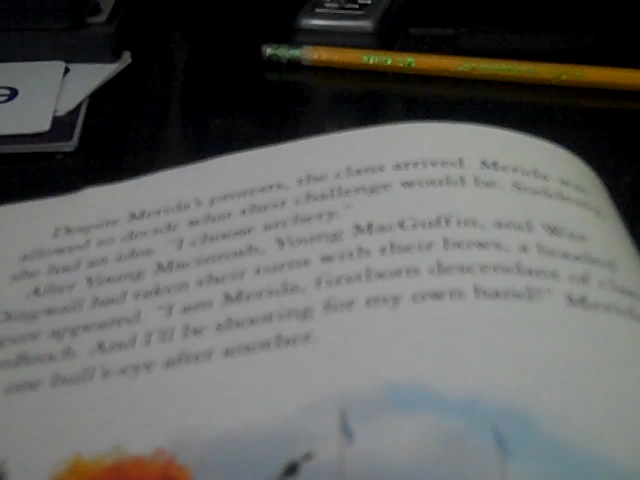 Despite Merida's protests, the clans arrived. Merida was
allowed to decide what their challenge would be. Suddenly,
she had an idea. "I choose archery."
After Young Macintosh, Young MacGuffin, and Wee
Dingwall had taken their turns with their bows, a hooded
appeared. "I am Merida, firstborn descendant of clan
And I'll be shooting for my own hand!" Merida
one bull's-eye after another.